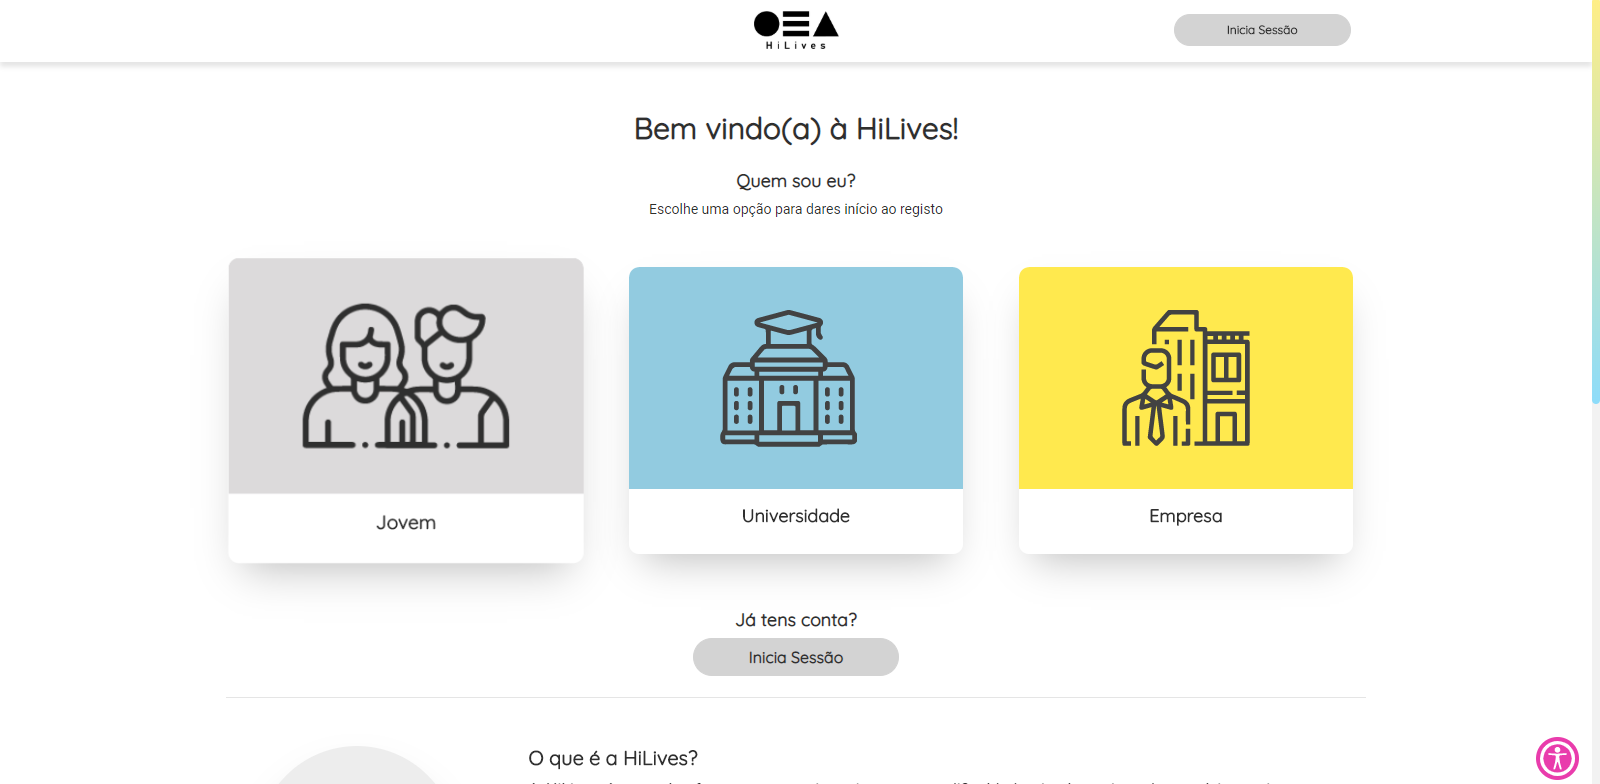 HiLives
Inicia Sessão
Bem vindo(a) à HiLives!
Quem sou eu?
Escolhe uma opção para dares início ao registo
Jovem
Universidade
Empresa
Já tens conta?
Inicia Sessão
O que é a HiLives?